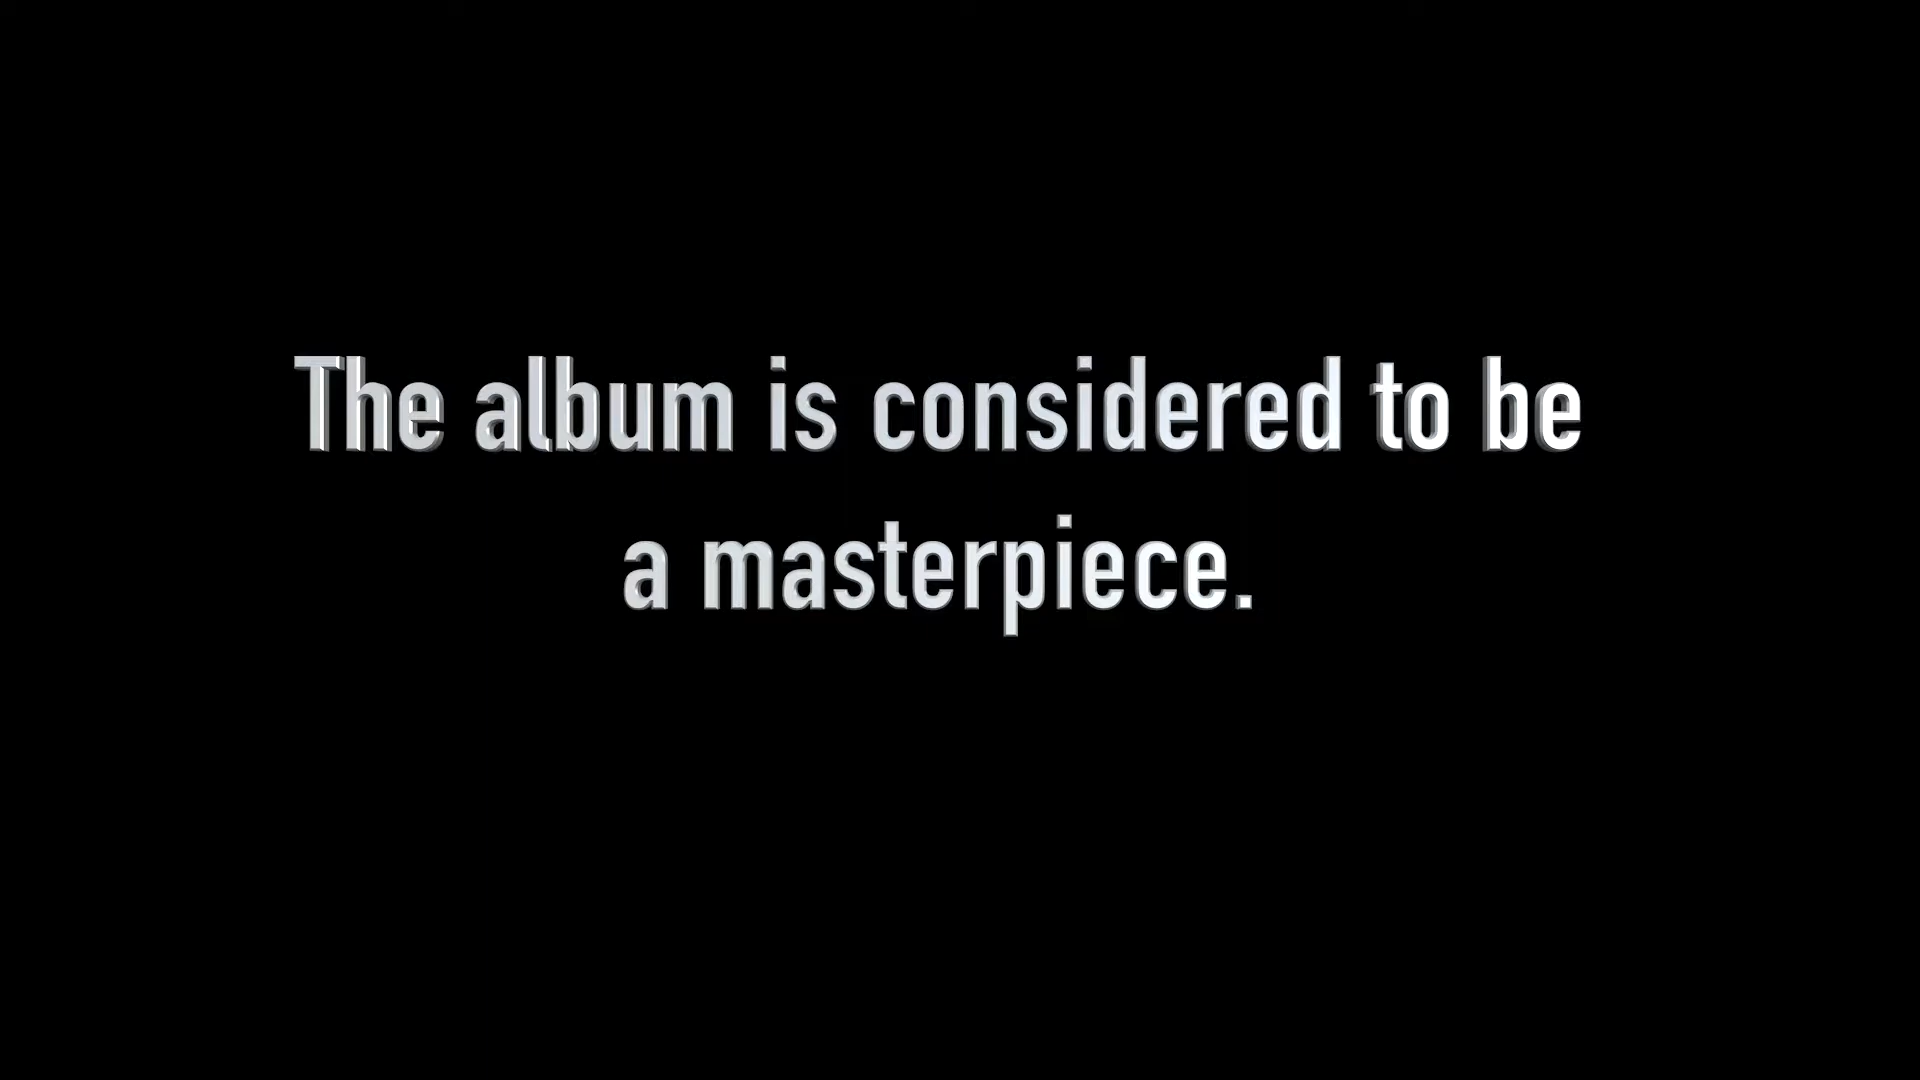 The album is considered to be
a masterpiece.